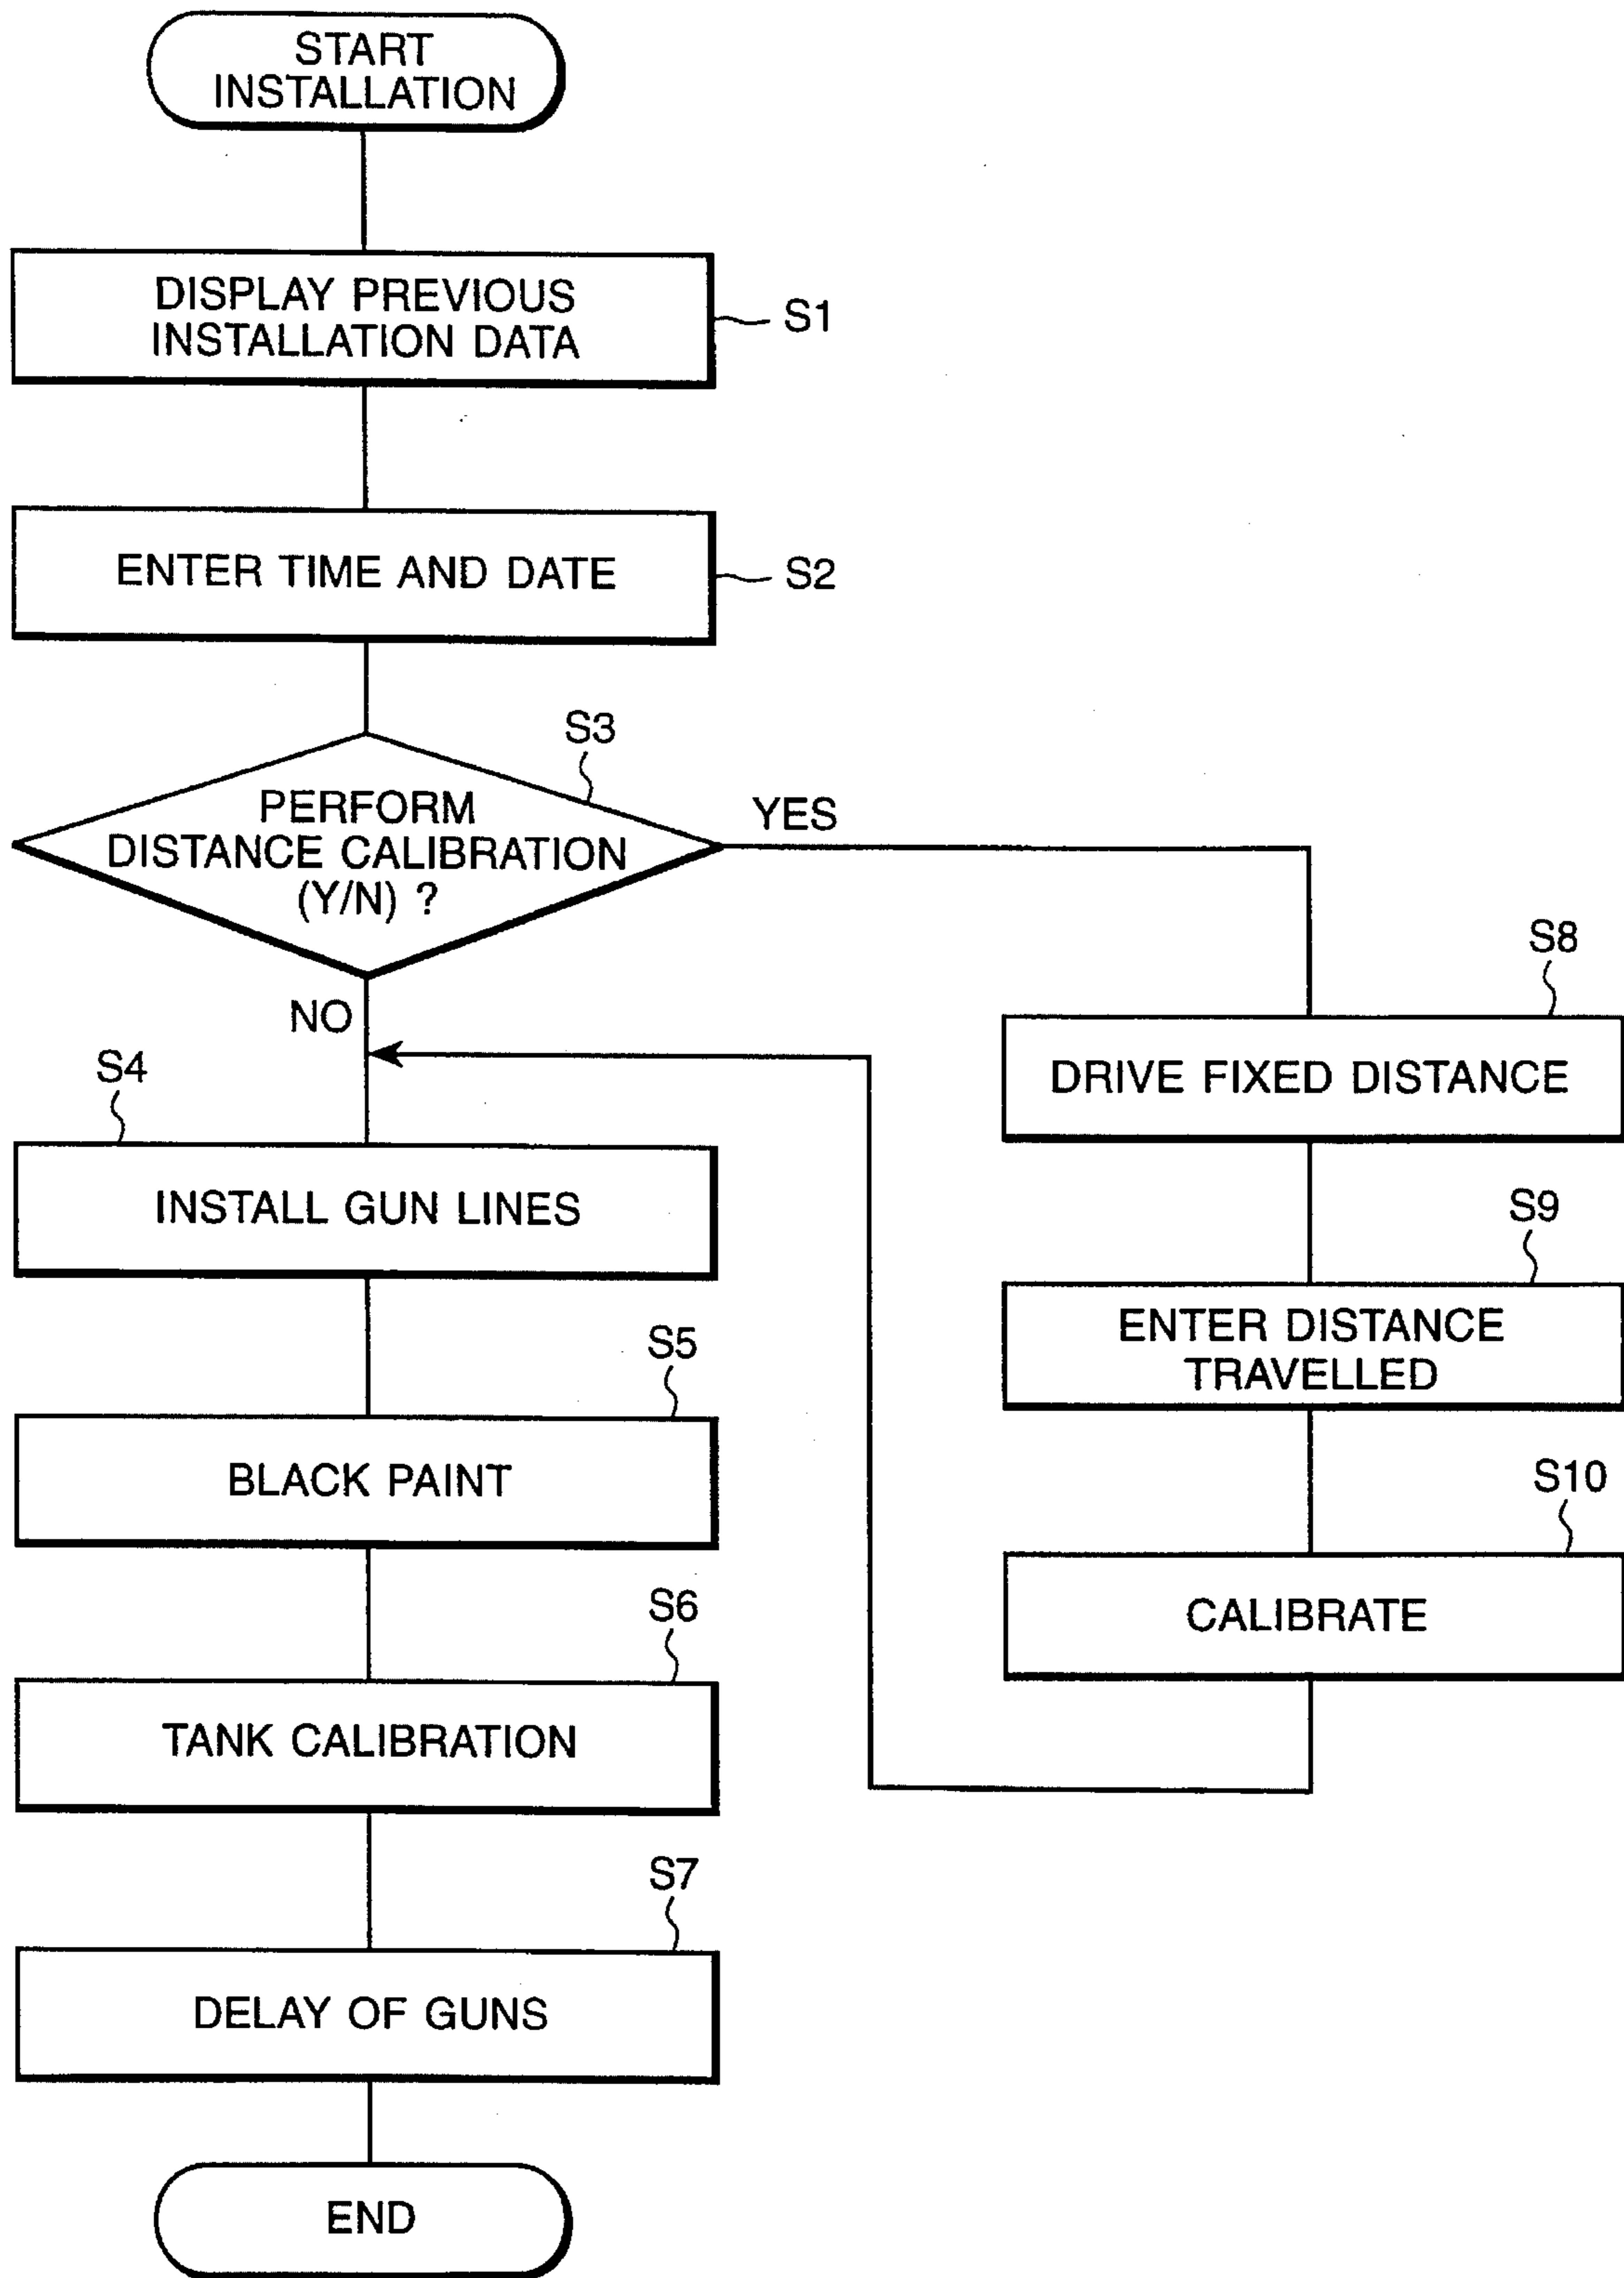 START
INSTALLATION
DISPLAY PREVIOUS
INSTALLATION DATA
S1
ENTER TIME AND DATE
S2
S3
PERFORM
DISTANCE CALIBRATION
(Y/N) ?
YES
NO
S4
INSTALL GUN LINES
S5
BLACK PAINT
S6
TANK CALIBRATION
S7
DELAY OF GUNS
END
S8
DRIVE FIXED DISTANCE
S9
ENTER DISTANCE
TRAVELLED
S10
CALIBRATE